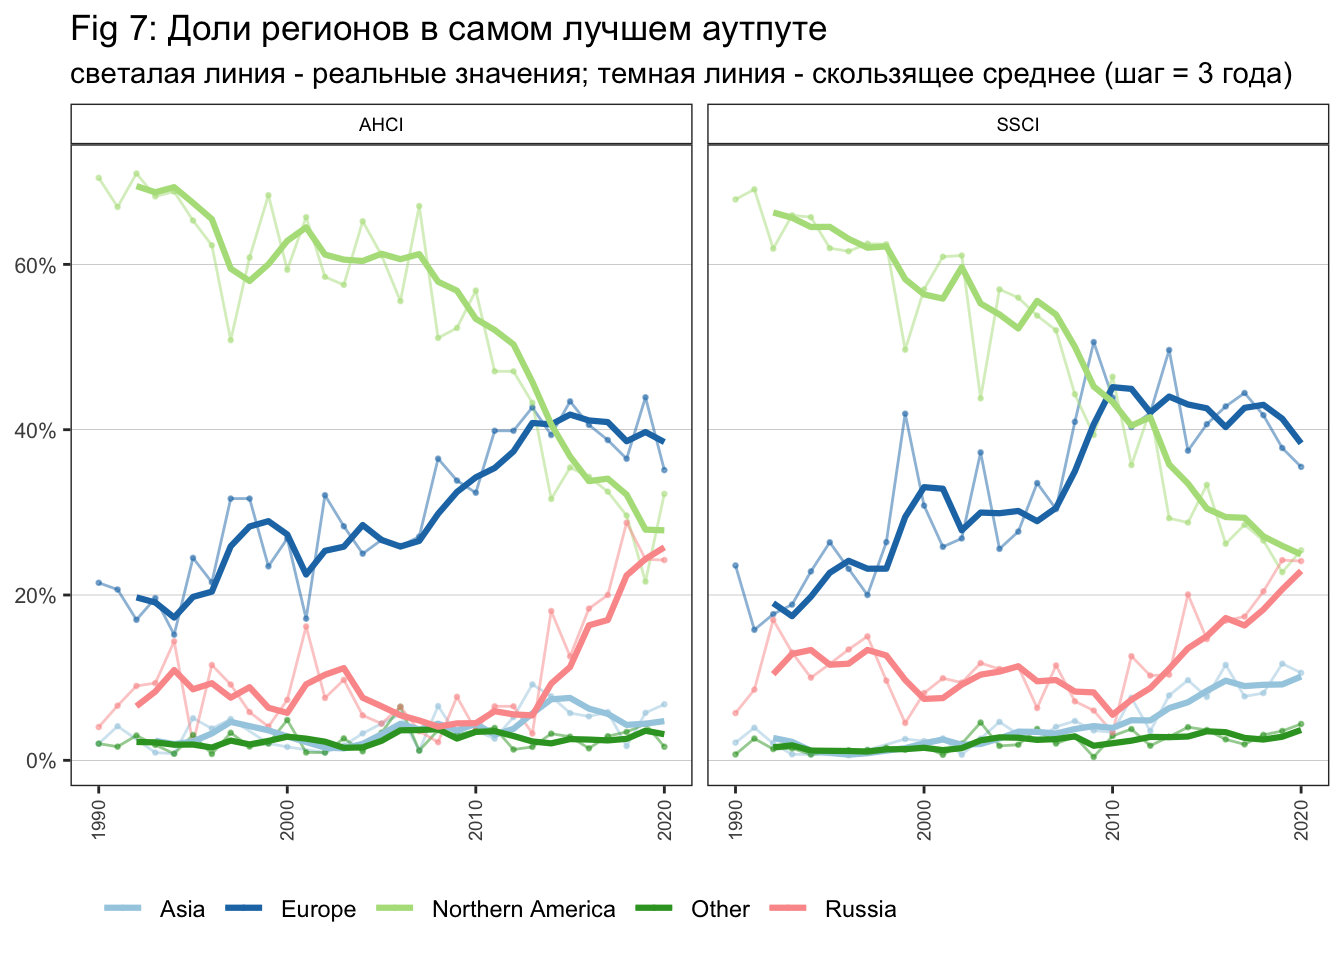 Fig 7: Доли регионов в самом лучшем аутпуте
светалая линия - реальные значения; темная линия - скользящее среднее (шаг = 3 года)
AHCI
SSCI
60%
40%
20%
0%
1990
2000
2010
2020
1990
2000
2010
2020
Asia
Europe
Northern America
Other
Russia